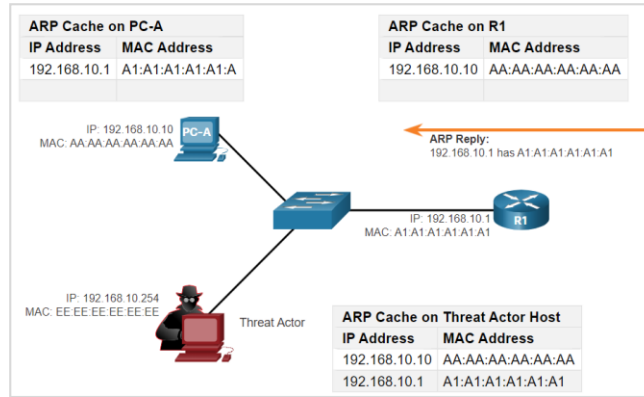 ARP Cache on PC-A
IP Address MAC Address
192.168.10.1 A1:A1:A1:A1:A1:A
ARP Cache on R1
IP Address MAC Address
192.168.10.10 AA:AA:AA:AA:AA:AA
IP: 192.168.10.10
MAC: AA:AA:AA:AA:AA:AA
PC-A
ARP Reply:
192.168.10.1 has A1:A1:A1:A1:A1:A1
IP: 192.168.10.1
MAC: A1:A1:A1:A1:A1:A1
R1
IP: 192.168.10.254
MAC: EE:EE:EE:EE:EE:EE
Threat Actor
ARP Cache on Threat Actor Host
IP Address MAC Address
192.168.10.10 AA:AA:AA:AA:AA:AA
192.168.10.1 A1:A1:A1:A1:A1:A1